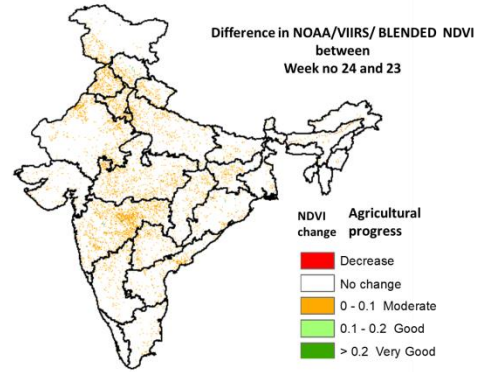 Difference in NOAA/VIIRS/ BLENDED NDVI
between
Week no 24 and 23
NDVI change
Agricultural progress
Decrease
No change
0 - 0.1 Moderate
0.1 - 0.2 Good
> 0.2 Very Good